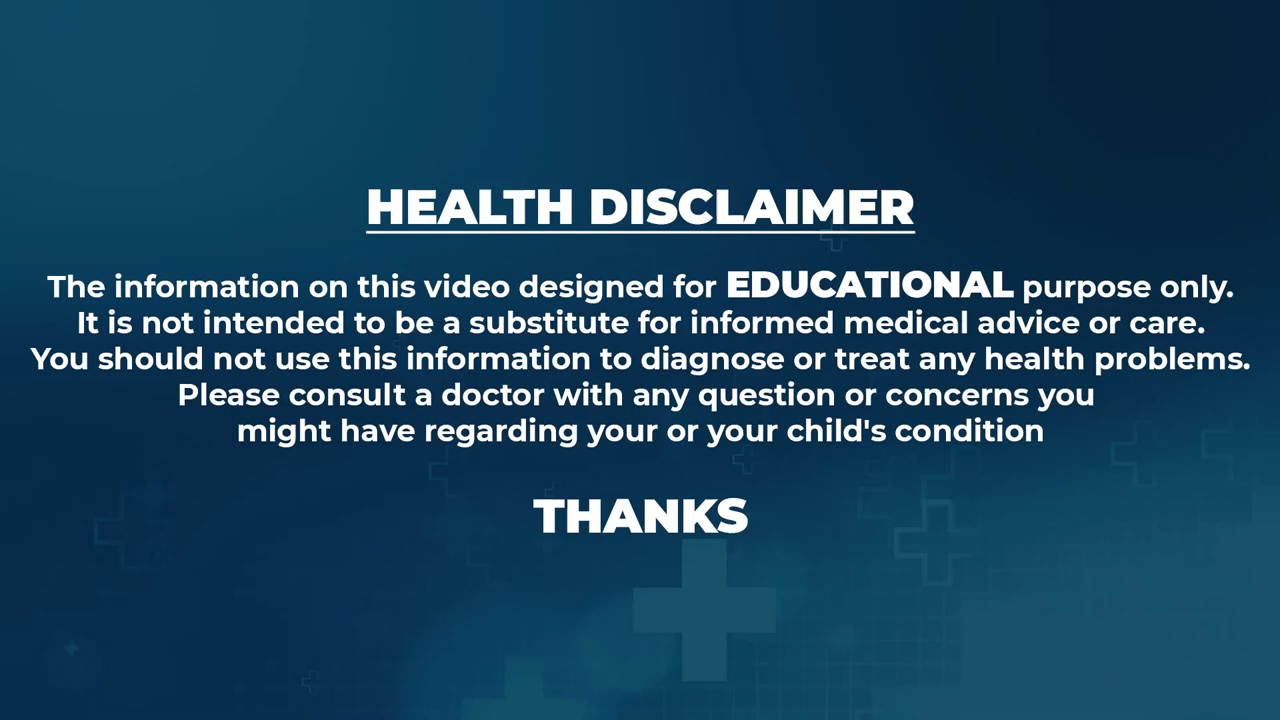 HEALTH DISCLAIMER
The information on this video designed for EDUCATIONAL purpose only.
It is not intended to be a substitute for informed medical advice or care.
You should not use this information to diagnose or treat any health problems.
Please consult a doctor with any question or concerns you
might have regarding your or your child's condition
THANKS